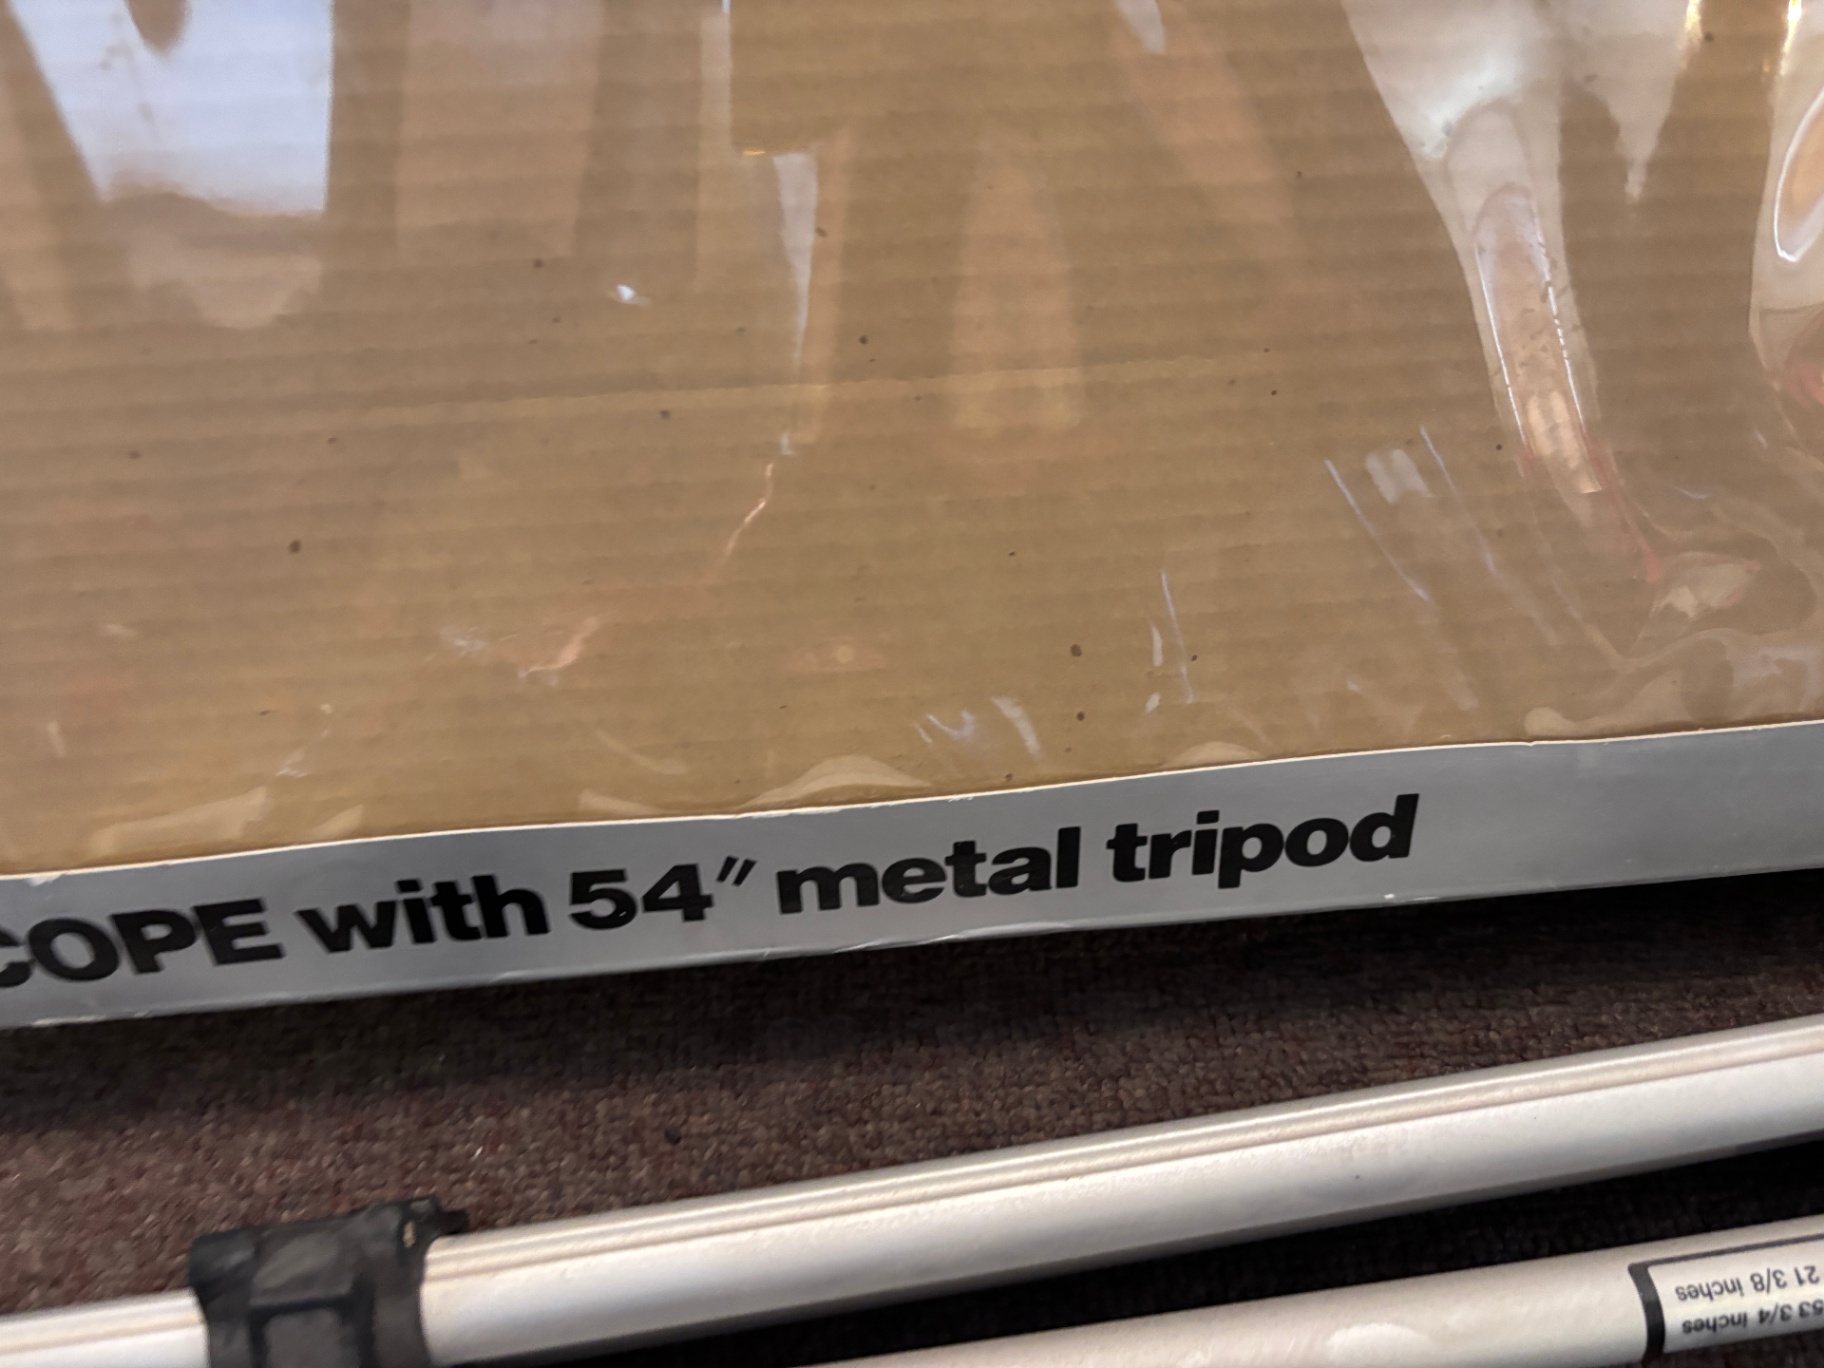 COPE with 54" metal tripod
21 3/8 inches
53 3/4 inches